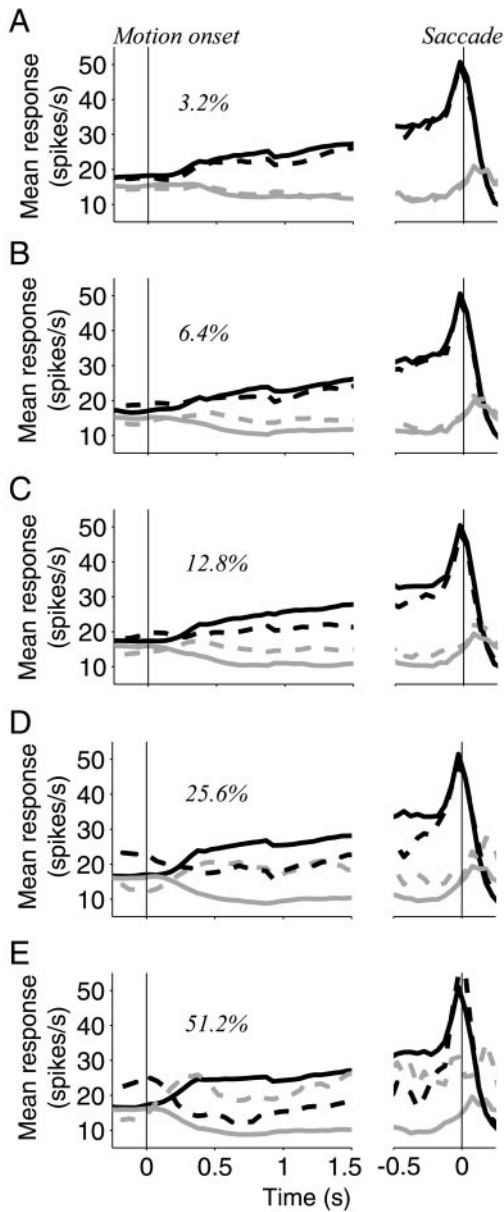 A
Motion onset Saccade
3.2%
Mean response
(spikes/s)
50
40
30
20
10
B
6.4%
Mean response
(spikes/s)
50
40
30
20
10
C
12.8%
Mean response
(spikes/s)
50
40
30
20
10
D
25.6%
Mean response
(spikes/s)
50
40
30
20
10
E
51.2%
Mean response
(spikes/s)
50
40
30
20
10
0 0.5 1 1.5 -0.5 0
Time (s)